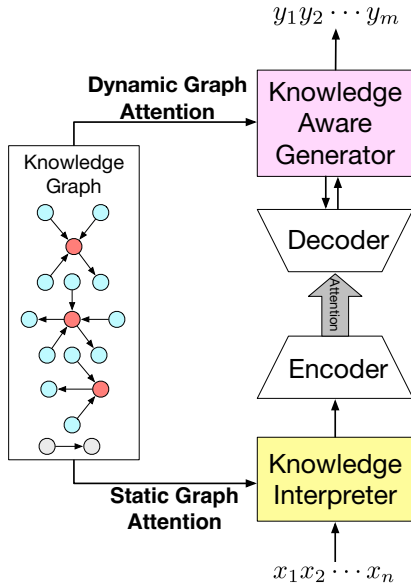 y₁y₂ ⋯ yₘ
Dynamic Graph
Attention
Knowledge
Aware
Generator
Knowledge
Graph
Decoder
Attention
Encoder
Knowledge
Interpreter
Static Graph
Attention
x₁x₂ ⋯ xₙ